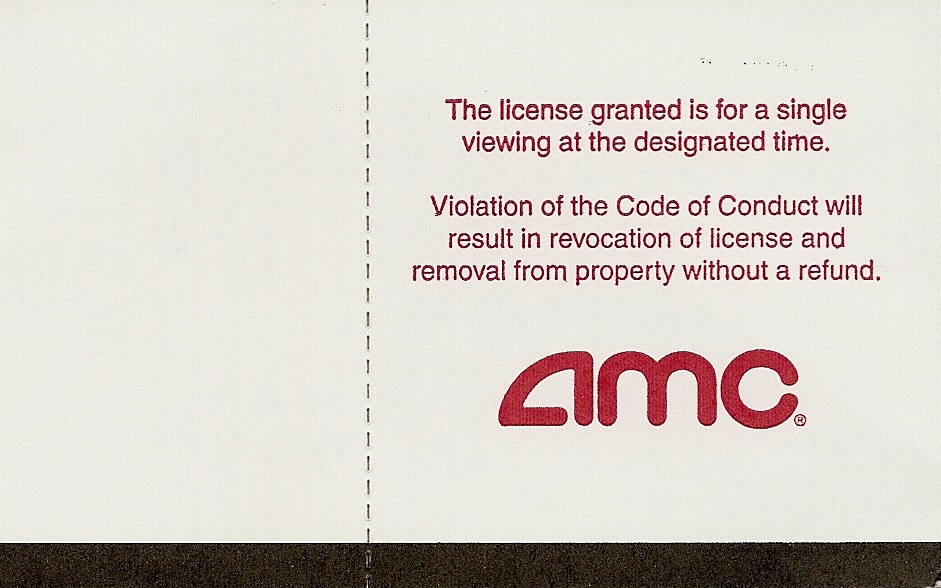 The license granted is for a single
viewing at the designated time.
Violation of the Code of Conduct will
result in revocation of license and
removal from property without a refund.
amc®